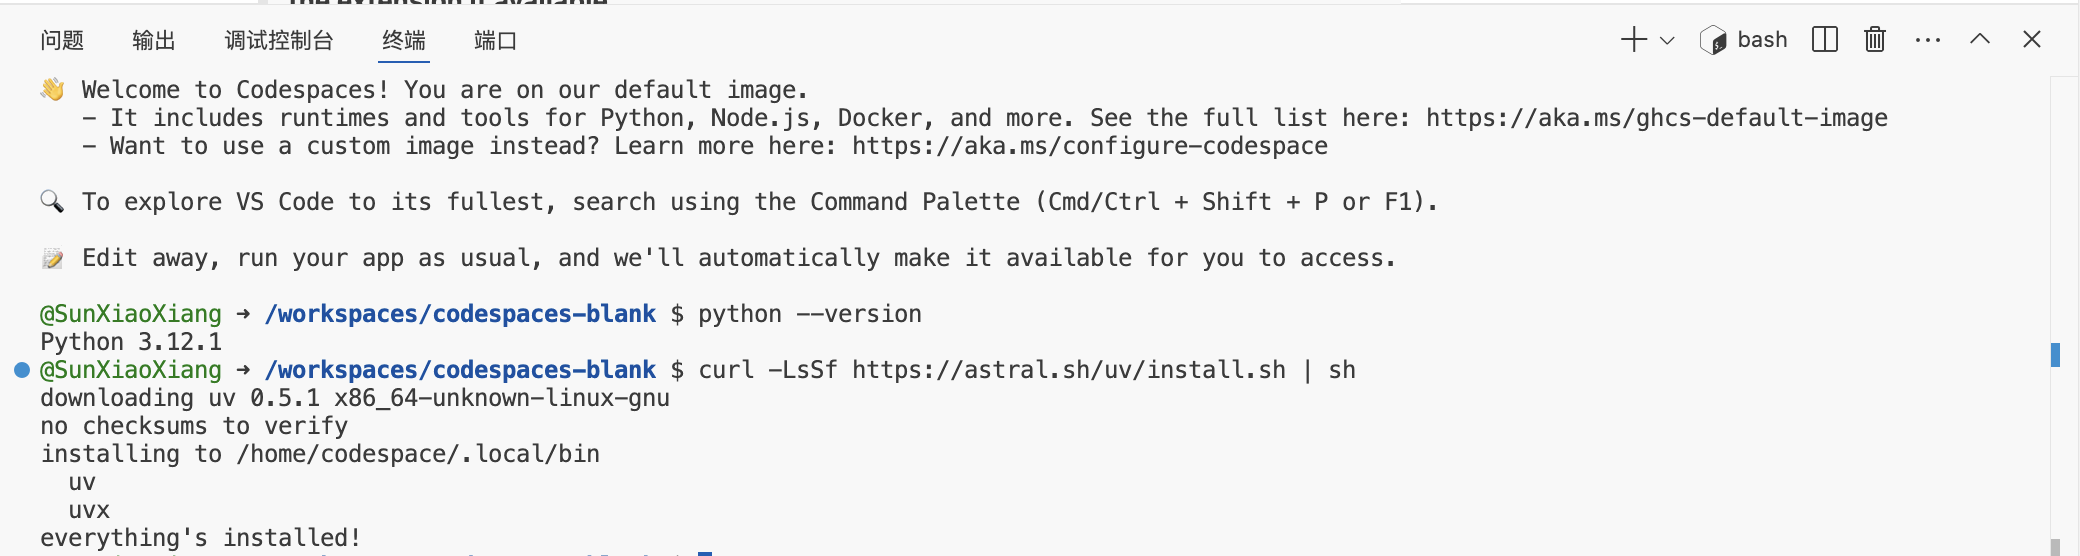 the extension if available
问题 输出 调试控制台 终端 端口 bash
👋 Welcome to Codespaces! You are on our default image.
- It includes runtimes and tools for Python, Node.js, Docker, and more. See the full list here: https://aka.ms/ghcs-default-image
- Want to use a custom image instead? Learn more here: https://aka.ms/configure-codespace
🔍 To explore VS Code to its fullest, search using the Command Palette (Cmd/Ctrl + Shift + P or F1).
📝 Edit away, run your app as usual, and we'll automatically make it available for you to access.
@SunXiaoXiang → /workspaces/codespaces-blank $ python --version
Python 3.12.1
@SunXiaoXiang → /workspaces/codespaces-blank $ curl -LsSf https://astral.sh/uv/install.sh | sh
downloading uv 0.5.1 x86_64-unknown-linux-gnu
no checksums to verify
installing to /home/codespace/.local/bin
uv
uvx
everything's installed!